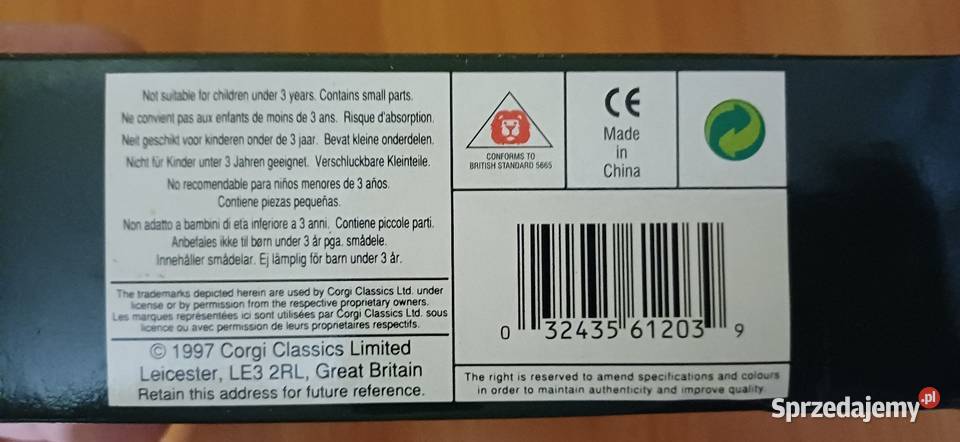 Not suitable for children under 3 years. Contains small parts.
Ne convient pas aux enfants de moins de 3 ans. Risque d'absorption.
Neit geschikt voor kinderen onder de 3 jaar. Bevat kleine onderdelen.
Nicht für Kinder unter 3 Jahren geeignet. Verschluckbare Kleinteile.
No recomendable para niños menores de 3 años.
Contiene piezas pequeñas.
Non adatto a bambini di eta inferiore a 3 anni. Contiene piccole parti.
Anbefales ikke til børn under 3 år pga. smådele.
Innehåller smådelar. Ej lämplig för barn under 3 år.
The trademarks depicted herein are used by Corgi Classics Ltd. under
license or by permission from the respective proprietary owners.
Les marques représentées ici sont utilisées par Corgi Classics Ltd. sous
licence ou avec permission de leurs proprietaires respectifs.
© 1997 Corgi Classics Limited
Leicester, LE3 2RL, Great Britain
Retain this address for future reference.
CONFORMS TO
BRITISH STANDARD 5665
CE
Made
in
China
0 32435 61203 9
The right is reserved to amend specifications and colours
in order to maintain authenticity and improve quality.
Sprzedajemy.pl